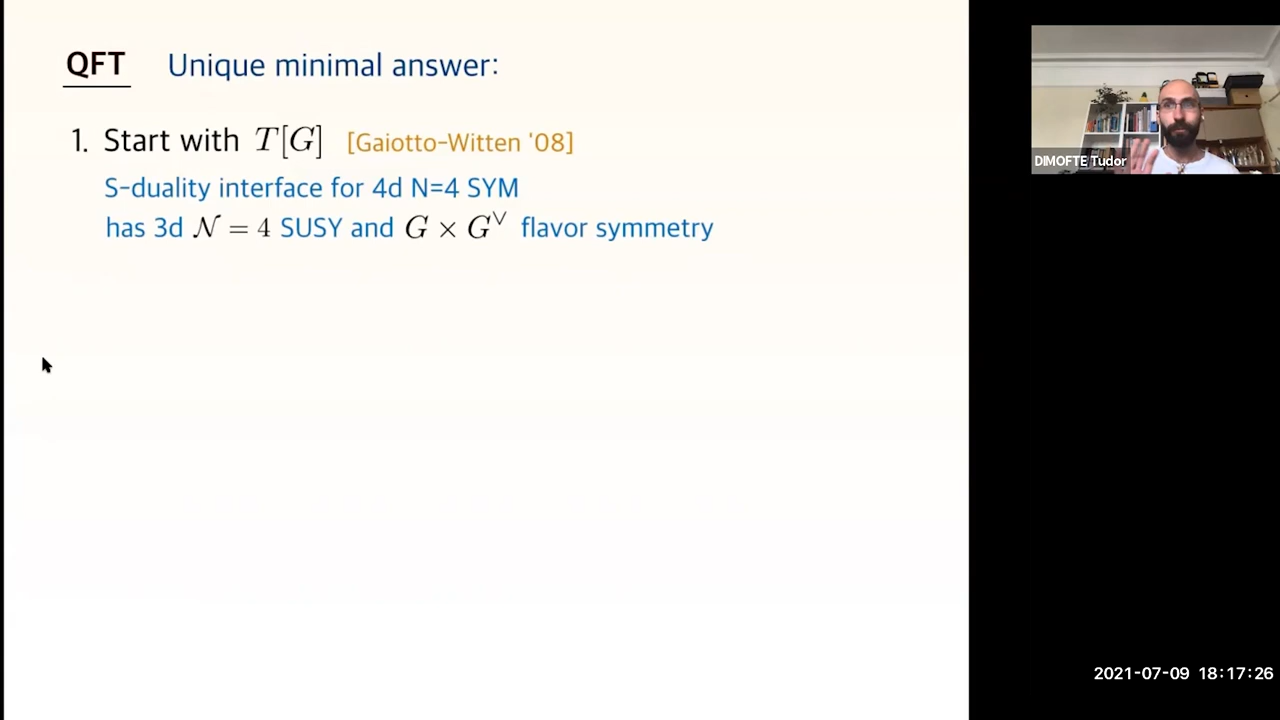 QFT Unique minimal answer:
1. Start with T[G] [Gaiotto-Witten '08]
S-duality interface for 4d N=4 SYM
has 3d 𝒩 = 4 SUSY and G × G^∨ flavor symmetry
DIMOFTE Tudor
2021-07-09 18:17:26